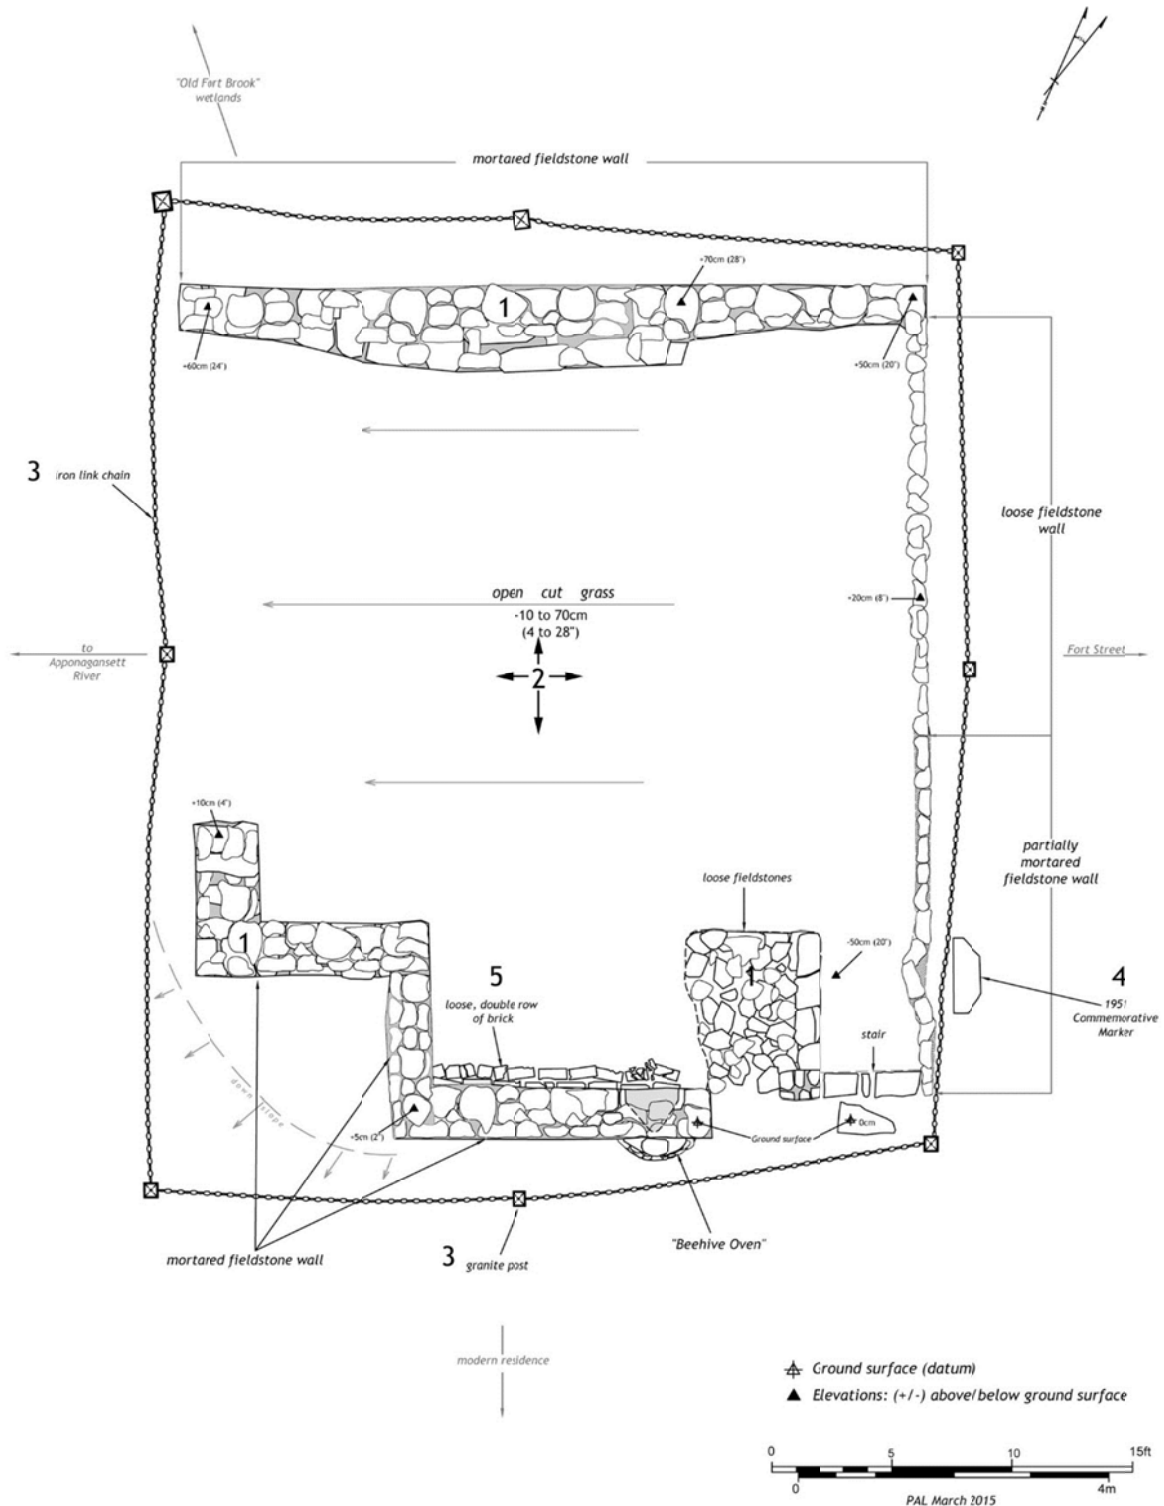 "Old Fort Brook"
wetlands
mortared fieldstone wall
+70cm (28")
1
+60cm (24")
+50cm (20")
3
iron link chain
loose fieldstone
wall
open cut grass
-10 to 70cm
(4 to 28")
+20cm (8")
to
Apponagansett
River
Fort Street
2
+10cm (4")
partially
mortared
fieldstone wall
loose fieldstones
1
1
-50cm (20")
5
4
loose, double row
of brick
1951
Commemorative
Marker
stair
down slope
+5cm (2")
Ground surface
0cm
"Beehive Oven"
mortared fieldstone wall
3
granite post
modern residence
Ground surface (datum)
Elevations: (+/-) above/below ground surface
0 5 10 15ft
0 4m
PAL March 2015